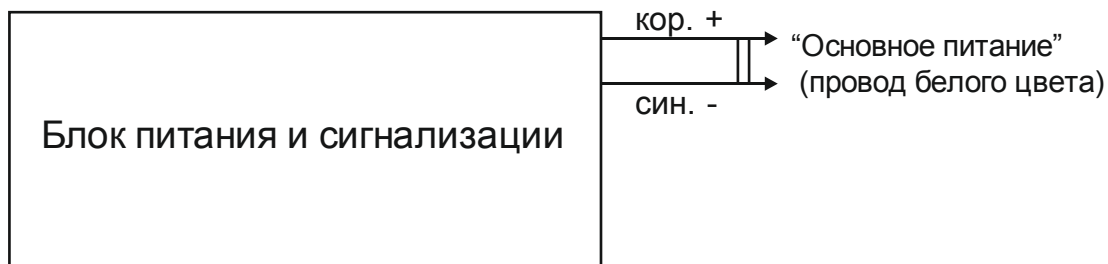 кор. +
“Основное питание”
(провод белого цвета)
син. -
Блок питания и сигнализации